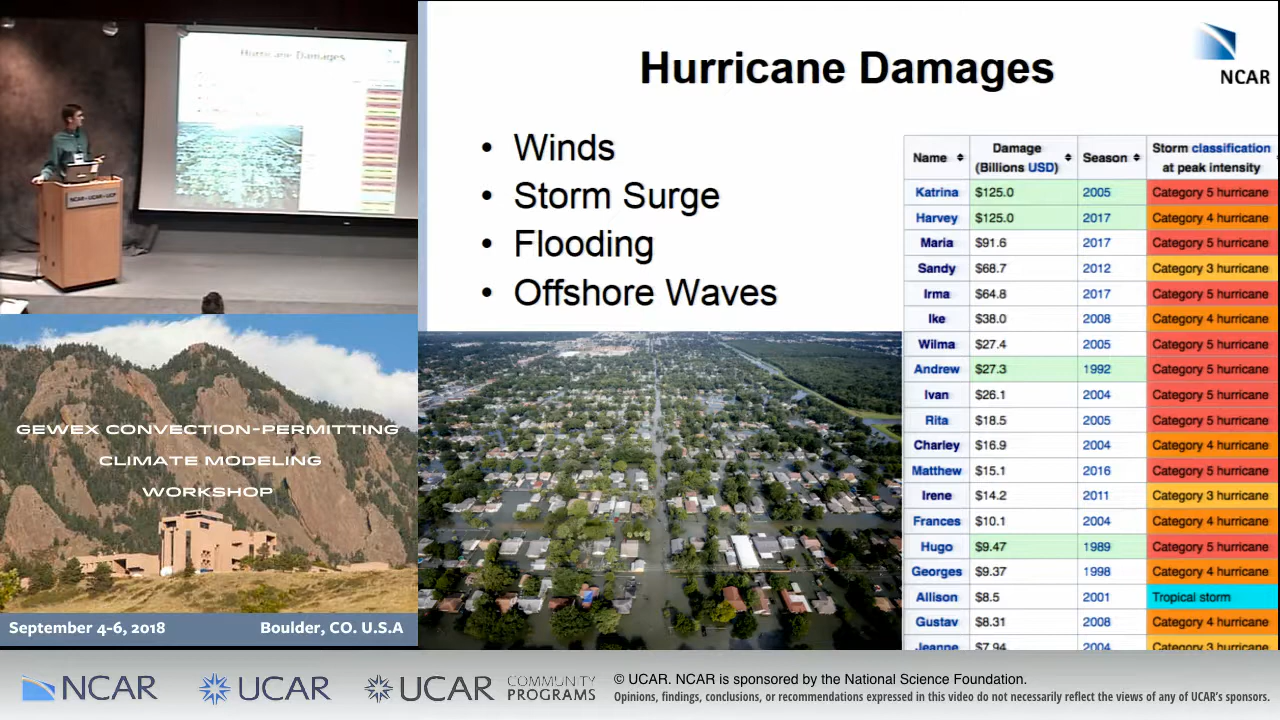 Hurricane Damages
NCAR • UCAR • UCP
Hurricane Damages
NCAR
• Winds
• Storm Surge
• Flooding
• Offshore Waves
Name Damage (Billions USD) Season Storm classification at peak intensity
Katrina $125.0 2005 Category 5 hurricane
Harvey $125.0 2017 Category 4 hurricane
Maria $91.6 2017 Category 5 hurricane
Sandy $68.7 2012 Category 3 hurricane
Irma $64.8 2017 Category 5 hurricane
Ike $38.0 2008 Category 4 hurricane
Wilma $27.4 2005 Category 5 hurricane
Andrew $27.3 1992 Category 5 hurricane
Ivan $26.1 2004 Category 5 hurricane
Rita $18.5 2005 Category 5 hurricane
Charley $16.9 2004 Category 4 hurricane
Matthew $15.1 2016 Category 5 hurricane
Irene $14.2 2011 Category 3 hurricane
Frances $10.1 2004 Category 4 hurricane
Hugo $9.47 1989 Category 5 hurricane
Georges $9.37 1998 Category 4 hurricane
Allison $8.5 2001 Tropical storm
Gustav $8.31 2008 Category 4 hurricane
Jeanne $7.94 2004 Category 3 hurricane
GEWEX CONVECTION-PERMITTING
CLIMATE MODELING
WORKSHOP
September 4-6, 2018 Boulder, CO. U.S.A
NCAR UCAR UCAR COMMUNITY PROGRAMS
© UCAR. NCAR is sponsored by the National Science Foundation.
Opinions, findings, conclusions, or recommendations expressed in this video do not necessarily reflect the views of any of UCAR's sponsors.